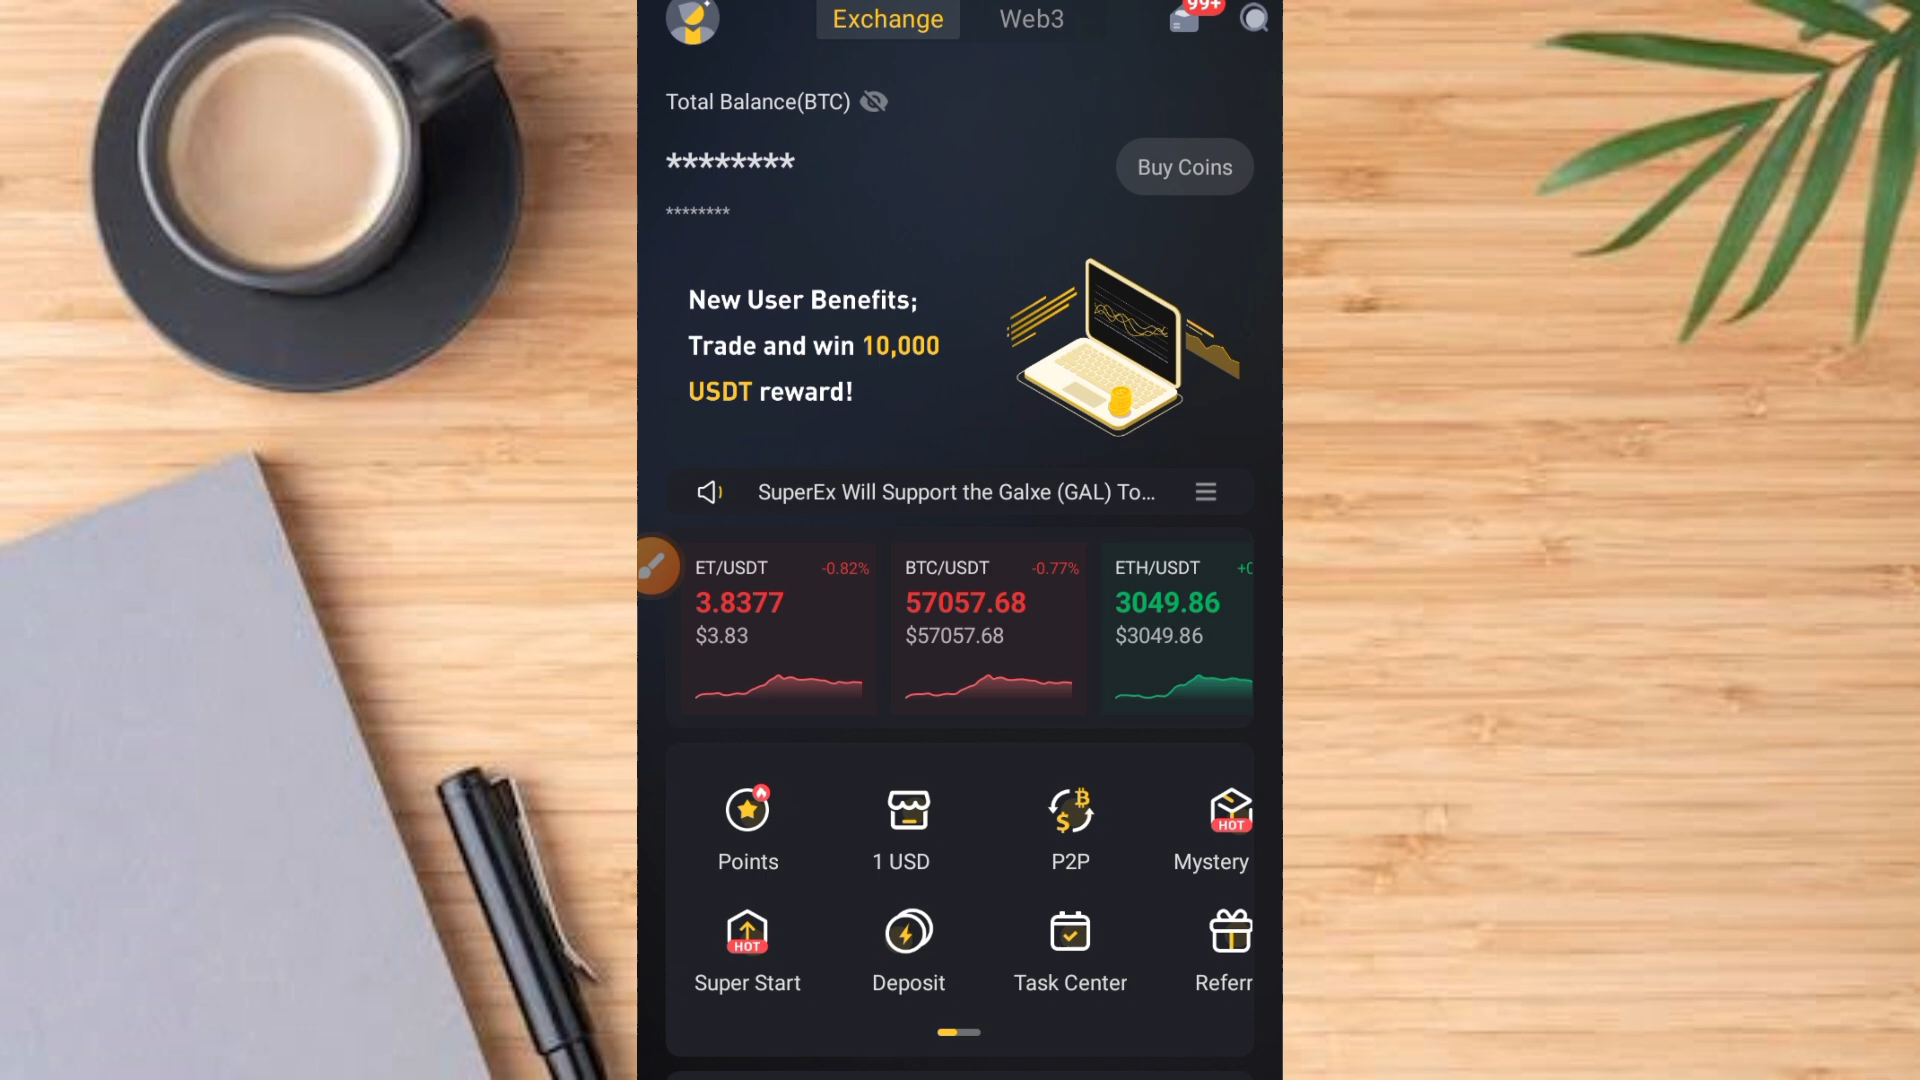 Exchange
Web3
99+
Total Balance(BTC)
********
Buy Coins
********
New User Benefits;
Trade and win 10,000
USDT reward!
SuperEx Will Support the Galxe (GAL) To...
ET/USDT -0.82%
3.8377
$3.83
BTC/USDT -0.77%
57057.68
$57057.68
ETH/USDT +0
3049.86
$3049.86
HOT
Points
1 USD
P2P
Mystery
HOT
Super Start
Deposit
Task Center
Referr